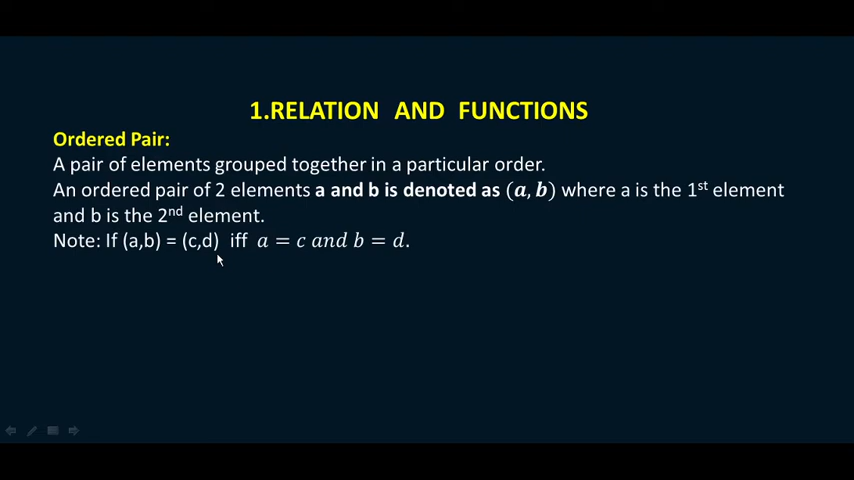 1.RELATION AND FUNCTIONS
Ordered Pair:
A pair of elements grouped together in a particular order.
An ordered pair of 2 elements a and b is denoted as (a, b) where a is the 1st element
and b is the 2nd element.
Note: If (a,b) = (c,d) iff a = c and b = d.